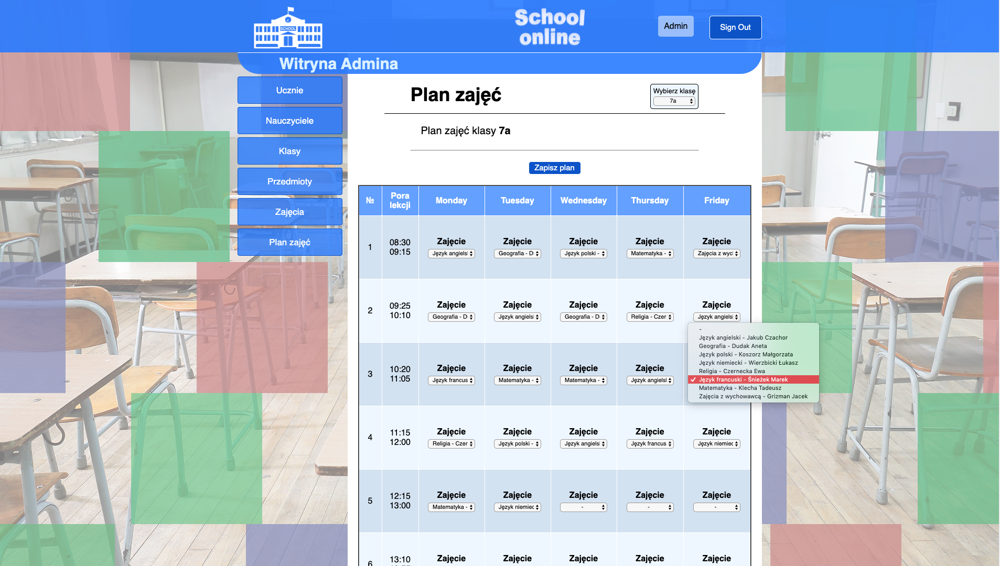 SCHOOL
School
online
Admin
Sign Out
Witryna Admina
Ucznie
Nauczyciele
Klasy
Przedmioty
Zajęcia
Plan zajęć
Plan zajęć
Wybierz klasę
7a
Plan zajęć klasy 7a
Zapisz plan
№ Pora lekcji Monday Tuesday Wednesday Thursday Friday
1 08:30 09:15
Zajęcie Zajęcie Zajęcie Zajęcie Zajęcie
Język angiels Geografia - D Język polski - Matematyka - Zajęcia z wyc
2 09:25 10:10
Zajęcie Zajęcie Zajęcie Zajęcie Zajęcie
Geografia - D Język angiels Geografia - D Religia - Czer Język angiels
3 10:20 11:05
Zajęcie Zajęcie Zajęcie Zajęcie
Język francus Matematyka - Matematyka - Język angiels
-
Język angielski - Jakub Czachor
Geografia - Dudak Aneta
Język polski - Koszorz Małgorzata
Język niemiecki - Wierzbicki Łukasz
Religia - Czernecka Ewa
✓ Język francuski - Śnieżek Marek
Matematyka - Klecha Tadeusz
Zajęcia z wychowawcą - Grizman Jacek
4 11:15 12:00
Zajęcie Zajęcie Zajęcie Zajęcie Zajęcie
Religia - Czer Język polski - Język angiels Język francus Język niemiec
5 12:15 13:00
Zajęcie Zajęcie Zajęcie Zajęcie Zajęcie
Matematyka - Język niemiec - - -
6 13:10
Zajęcie Zajęcie Zajęcie Zajęcie Zajęcie